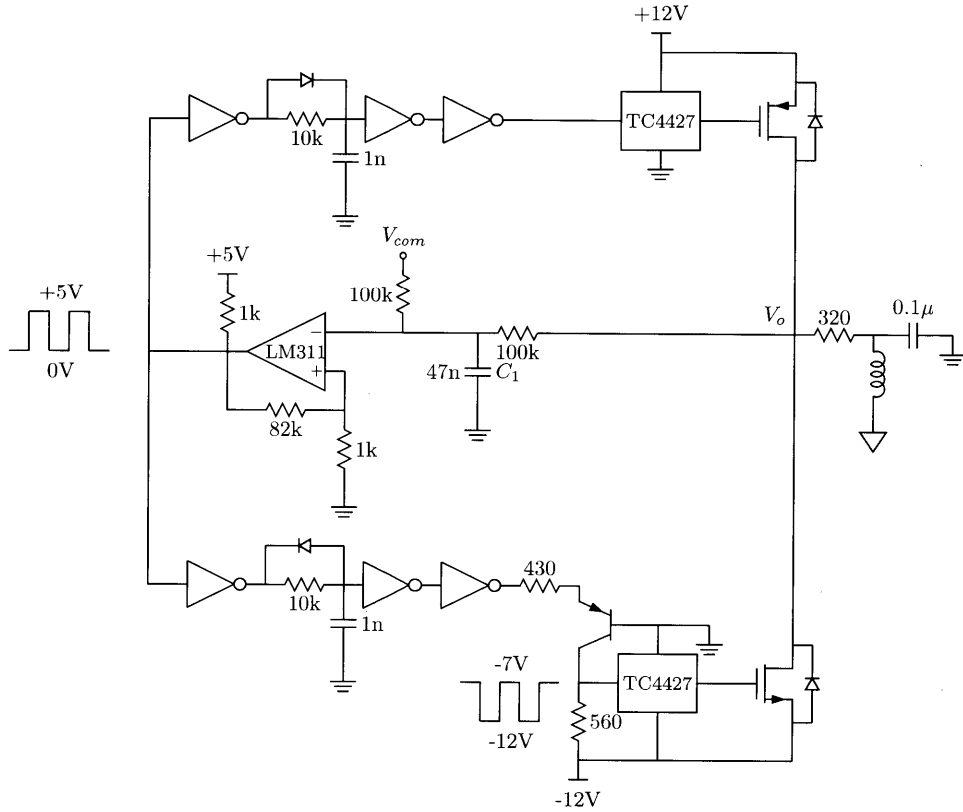 +12V
10k
1n
TC4427
V_com
+5V
100k
1k
+5V
0V
LM311
−
+
100k
47n
C_1
82k
1k
V_o
320
0.1μ
10k
1n
430
-7V
-12V
TC4427
560
-12V